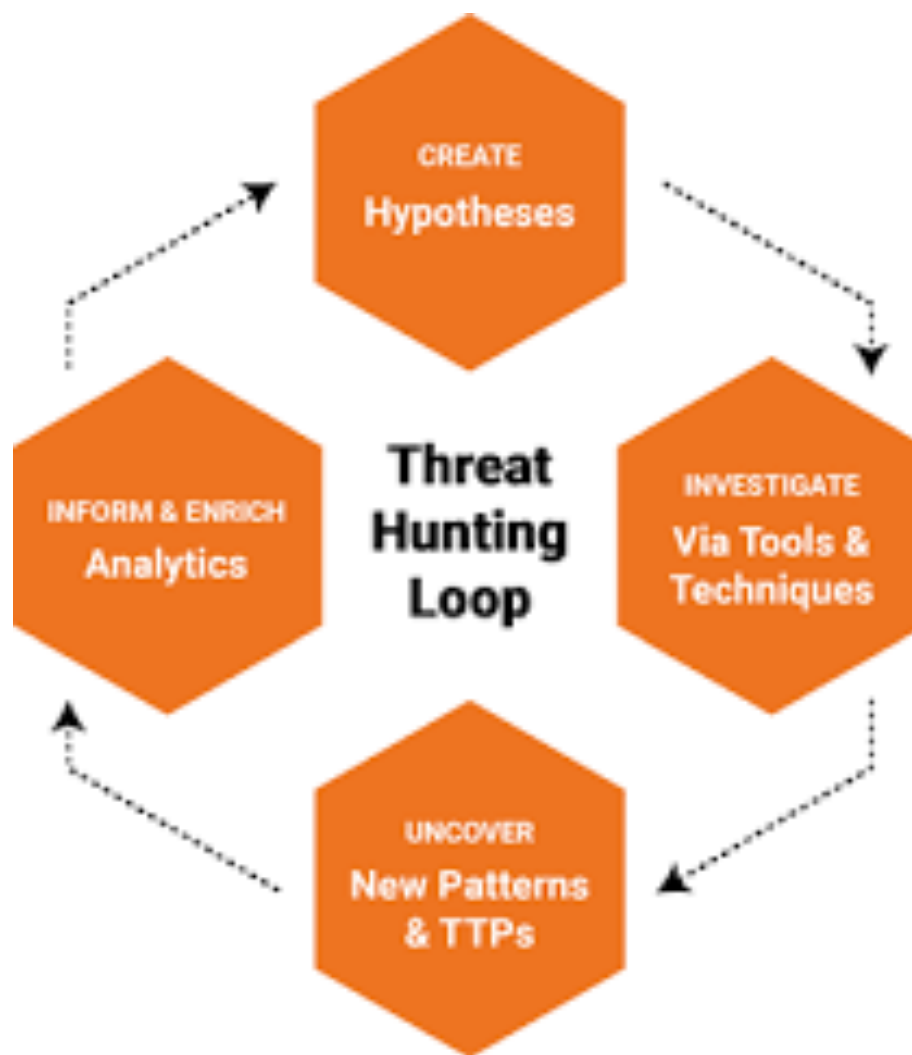 CREATE
Hypotheses
Threat
Hunting
Loop
INFORM & ENRICH
Analytics
INVESTIGATE
Via Tools &
Techniques
UNCOVER
New Patterns
& TTPs